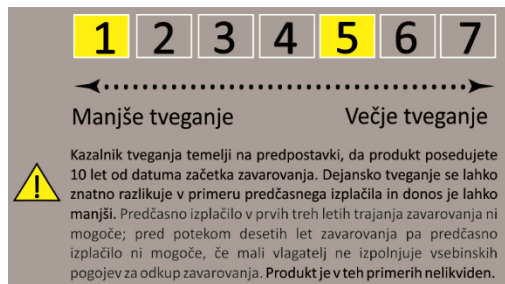 1 2 3 4 5 6 7
Manjše tveganje Večje tveganje
Kazalnik tveganja temelji na predpostavki, da produkt posedujete
10 let od datuma začetka zavarovanja. Dejansko tveganje se lahko
znatno razlikuje v primeru predčasnega izplačila in donos je lahko
manjši. Predčasno izplačilo v prvih treh letih trajanja zavarovanja ni
mogoče; pred potekom desetih let zavarovanja pa predčasno
izplačilo ni mogoče, če mali vlagatelj ne izpolnjuje vsebinskih
pogojev za odkup zavarovanja. Produkt je v teh primerih nelikviden.